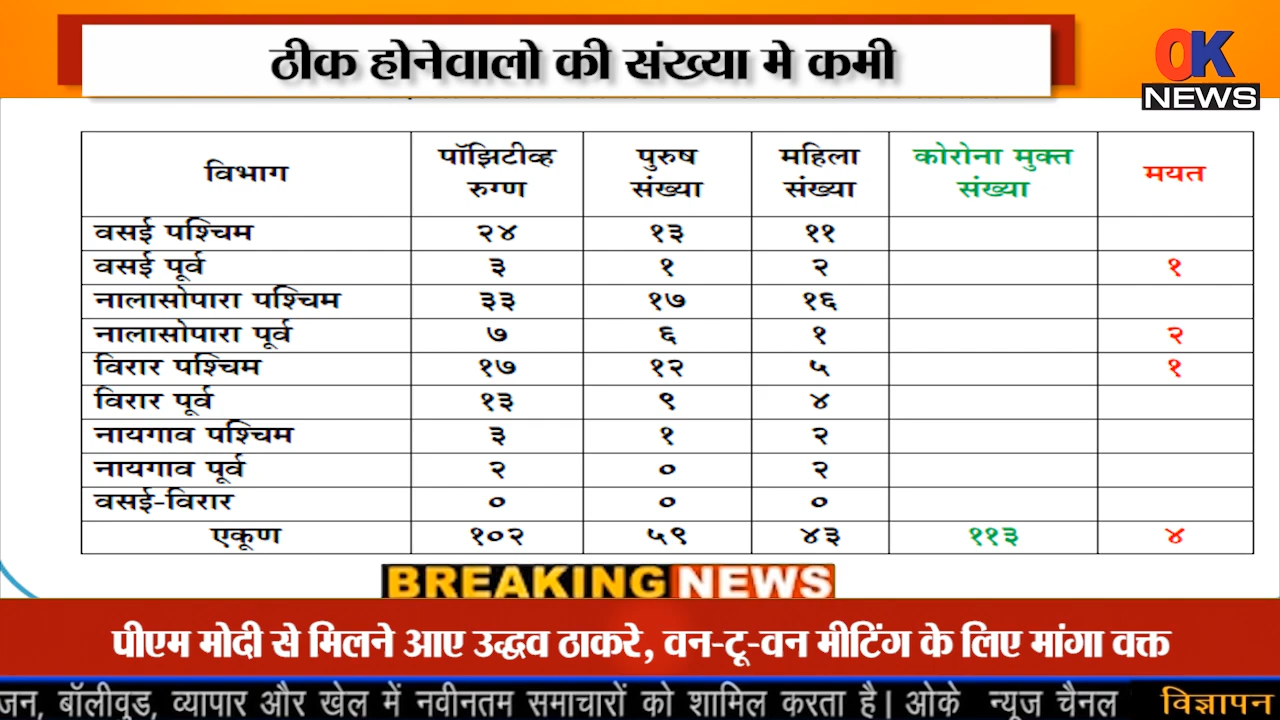 ठीक होनेवालो की संख्या मे कमी
OK
NEWS
विभाग पॉझिटीव्ह रुग्ण पुरुष संख्या महिला संख्या कोरोना मुक्त संख्या मयत
वसई पश्चिम २४ १३ ११
वसई पूर्व ३ १ २ १
नालासोपारा पश्चिम ३३ १७ १६
नालासोपारा पूर्व ७ ६ १ २
विरार पश्चिम १७ १२ ५ १
विरार पूर्व १३ ९ ४
नायगाव पश्चिम ३ १ २
नायगाव पूर्व २ ० २
वसई-विरार ० ० ०
एकूण १०२ ५९ ४३ ११३ ४
BREAKING NEWS
पीएम मोदी से मिलने आए उद्धव ठाकरे, वन-टू-वन मीटिंग के लिए मांगा वक्त
जन, बॉलीवुड, व्यापार और खेल में नवीनतम समाचारों को शामिल करता है। ओके न्यूज चैनल विज्ञापन